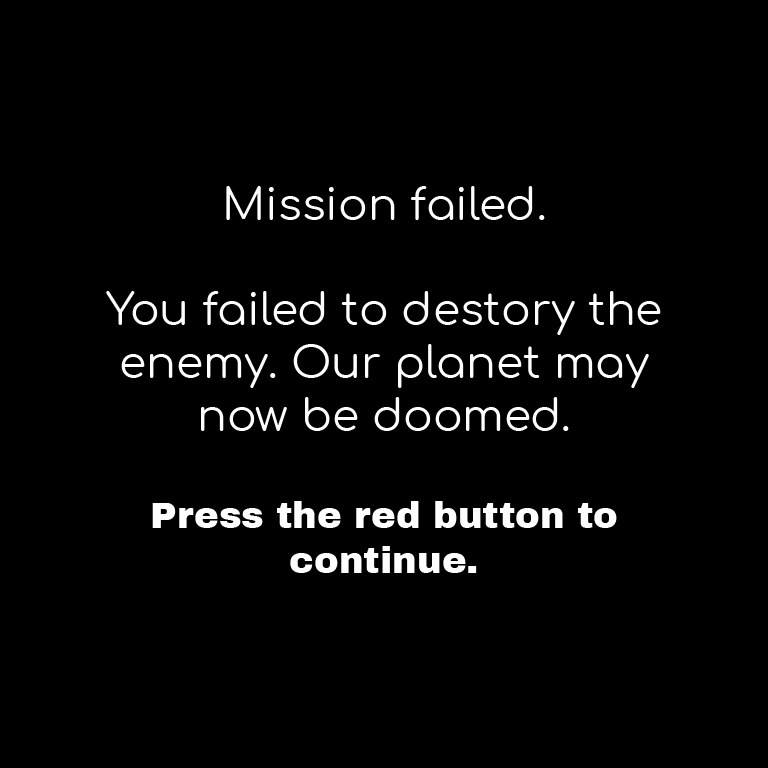 Mission failed.
You failed to destory the
enemy. Our planet may
now be doomed.
Press the red button to
continue.